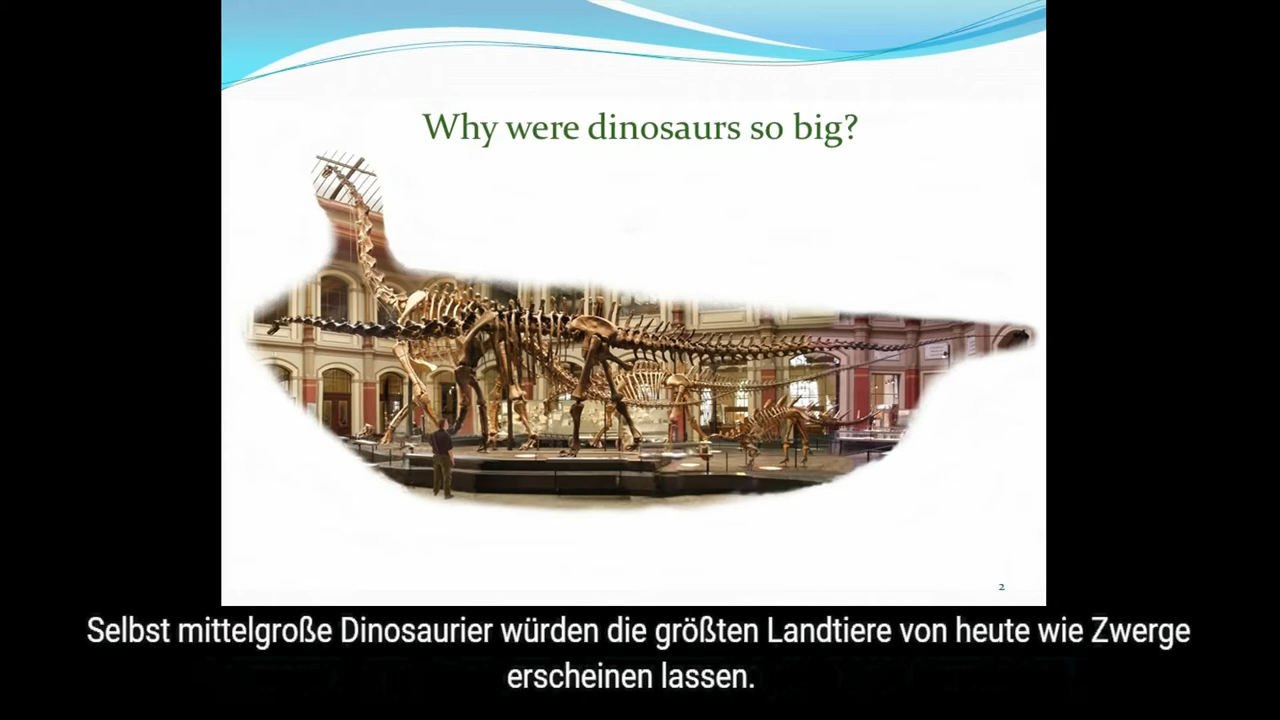 Why were dinosaurs so big?
2
Selbst mittelgroße Dinosaurier würden die größten Landtiere von heute wie Zwerge
erscheinen lassen.